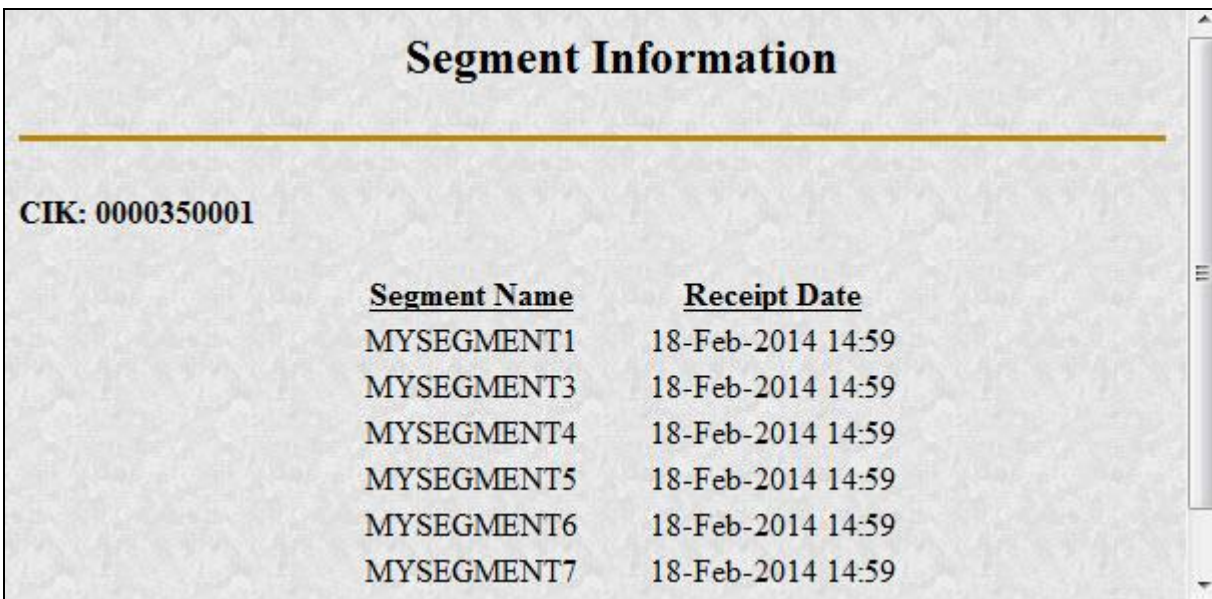 Segment Information
CIK: 0000350001
Segment Name Receipt Date
MYSEGMENT1 18-Feb-2014 14:59
MYSEGMENT3 18-Feb-2014 14:59
MYSEGMENT4 18-Feb-2014 14:59
MYSEGMENT5 18-Feb-2014 14:59
MYSEGMENT6 18-Feb-2014 14:59
MYSEGMENT7 18-Feb-2014 14:59